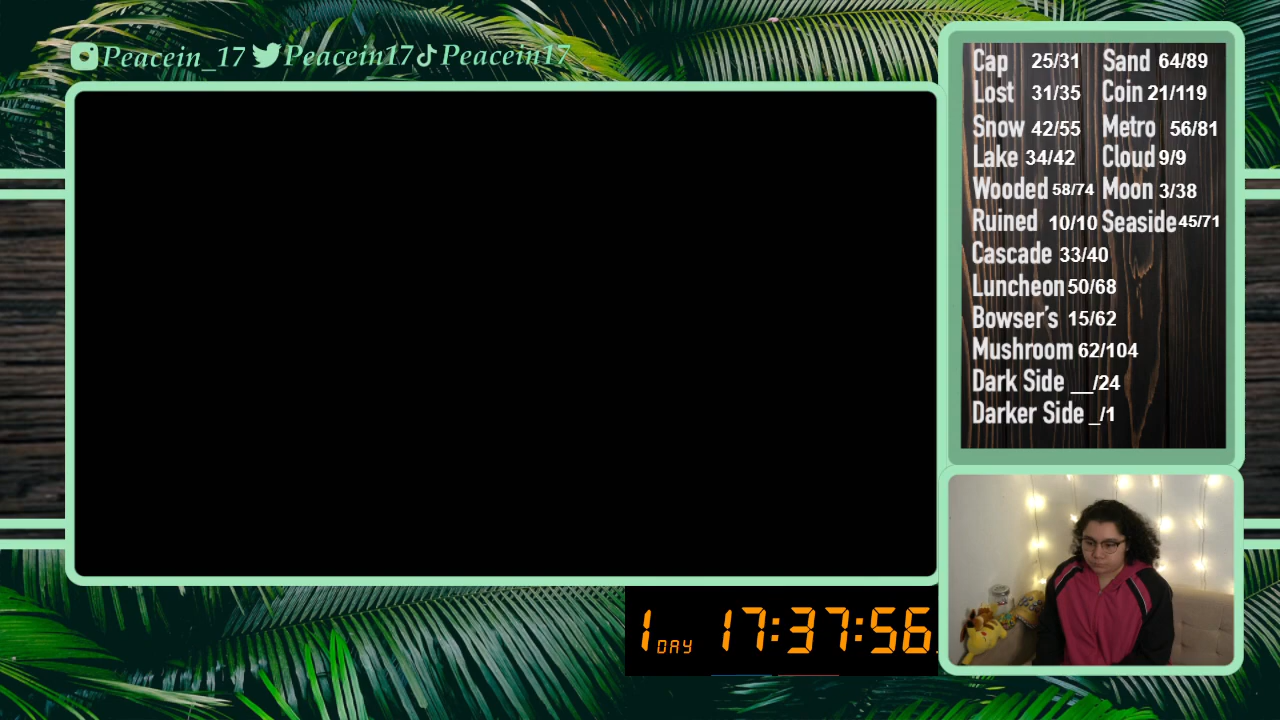 Peacein_17 Peacein17 Peacein17
Cap 25/31 Sand 64/89
Lost 31/35 Coin 21/119
Snow 42/55 Metro 56/81
Lake 34/42 Cloud 9/9
Wooded 58/74 Moon 3/38
Ruined 10/10 Seaside 45/71
Cascade 33/40
Luncheon 50/68
Bowser's 15/62
Mushroom 62/104
Dark Side __/24
Darker Side _/1
1 DAY 17:37:56